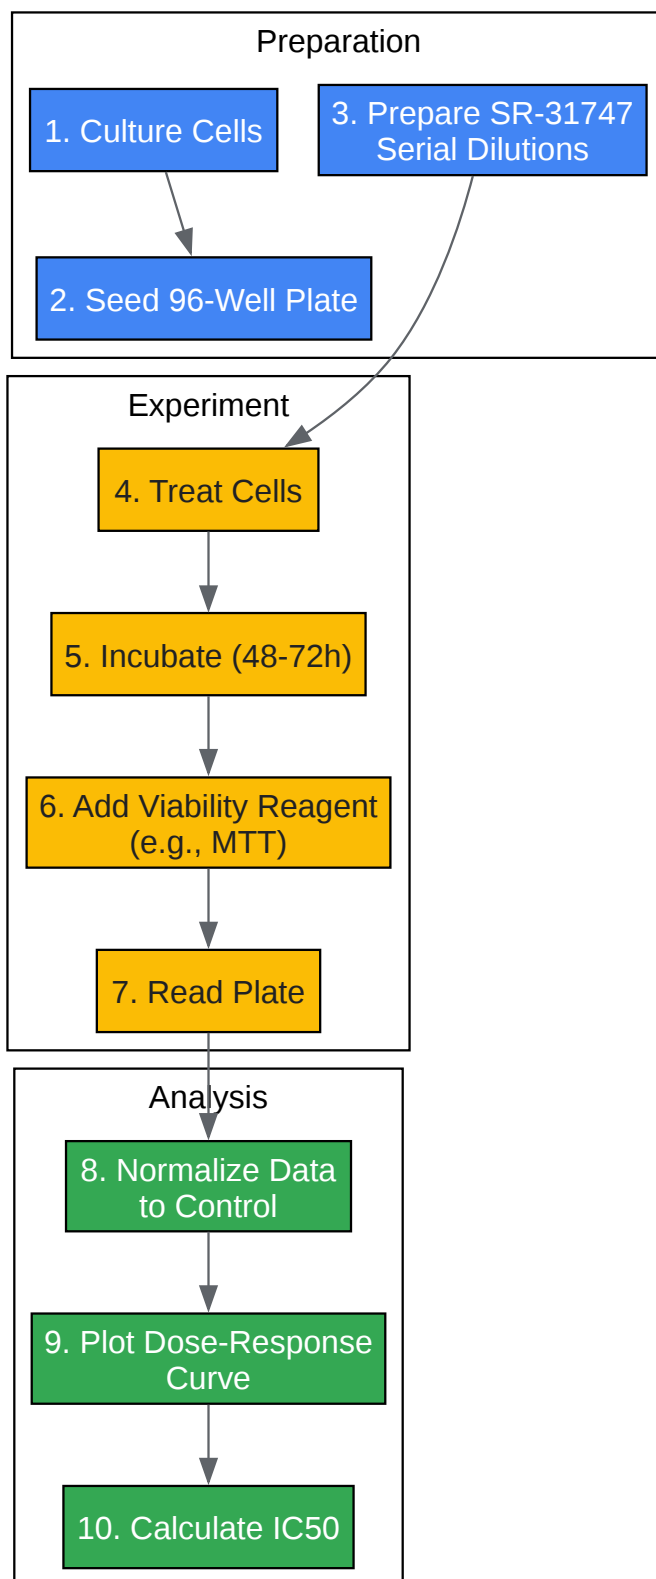 Preparation
1. Culture Cells
3. Prepare SR-31747
Serial Dilutions
2. Seed 96-Well Plate
Experiment
4. Treat Cells
5. Incubate (48-72h)
6. Add Viability Reagent
(e.g., MTT)
7. Read Plate
Analysis
8. Normalize Data
to Control
9. Plot Dose-Response
Curve
10. Calculate IC50